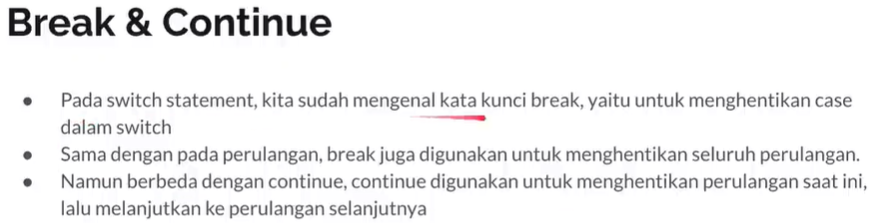 Break & Continue
● Pada switch statement, kita sudah mengenal kata kunci break, yaitu untuk menghentikan case
dalam switch
● Sama dengan pada perulangan, break juga digunakan untuk menghentikan seluruh perulangan.
● Namun berbeda dengan continue, continue digunakan untuk menghentikan perulangan saat ini,
lalu melanjutkan ke perulangan selanjutnya